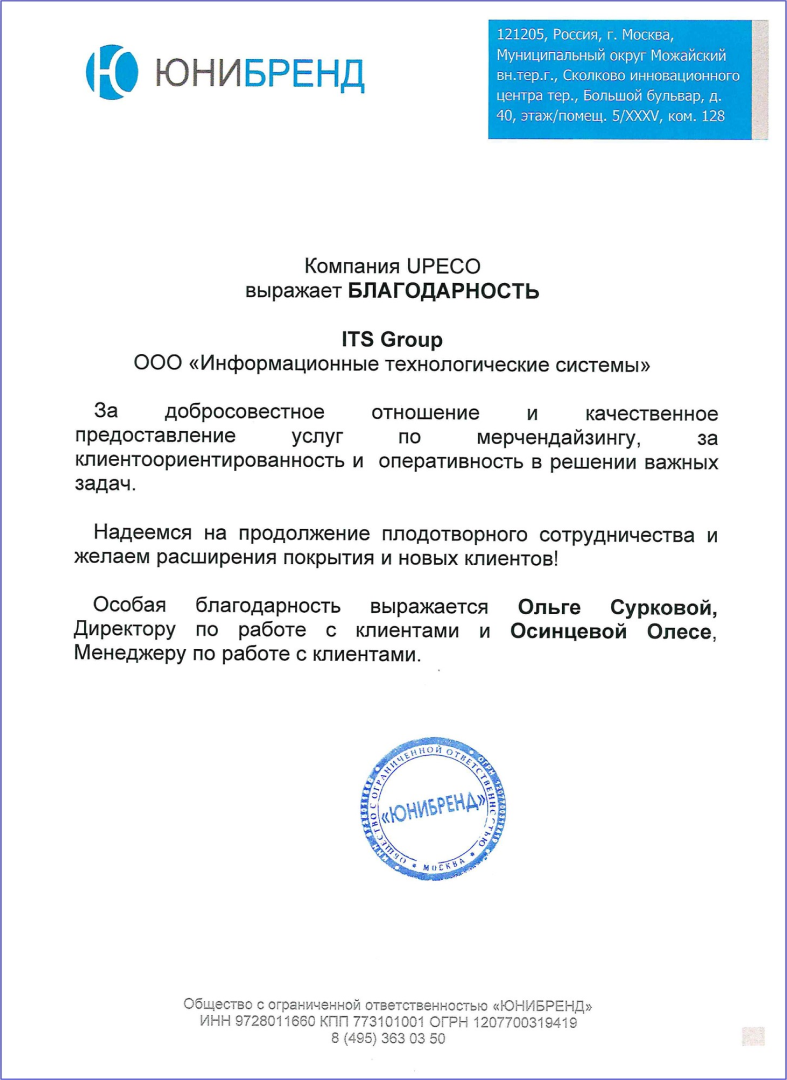 ЮНИБРЕНД
121205, Россия, г. Москва,
Муниципальный округ Можайский
вн.тер.г., Сколково инновационного
центра тер., Большой бульвар, д.
40, этаж/помещ. 5/XXXV, ком. 128
Компания UPECO
выражает БЛАГОДАРНОСТЬ
ITS Group
ООО «Информационные технологические системы»
За добросовестное отношение и качественное
предоставление услуг по мерчендайзингу, за
клиентоориентированность и оперативность в решении важных
задач.
Надеемся на продолжение плодотворного сотрудничества и
желаем расширения покрытия и новых клиентов!
Особая благодарность выражается Ольге Сурковой,
Директору по работе с клиентами и Осинцевой Олесе,
Менеджеру по работе с клиентами.
ОБЩЕСТВО С ОГРАНИЧЕННОЙ ОТВЕТСТВЕННОСТЬЮ
«ЮНИБРЕНД»
* МОСКВА *
Общество с ограниченной ответственностью «ЮНИБРЕНД»
ИНН 9728011660 КПП 773101001 ОГРН 1207700319419
8 (495) 363 03 50